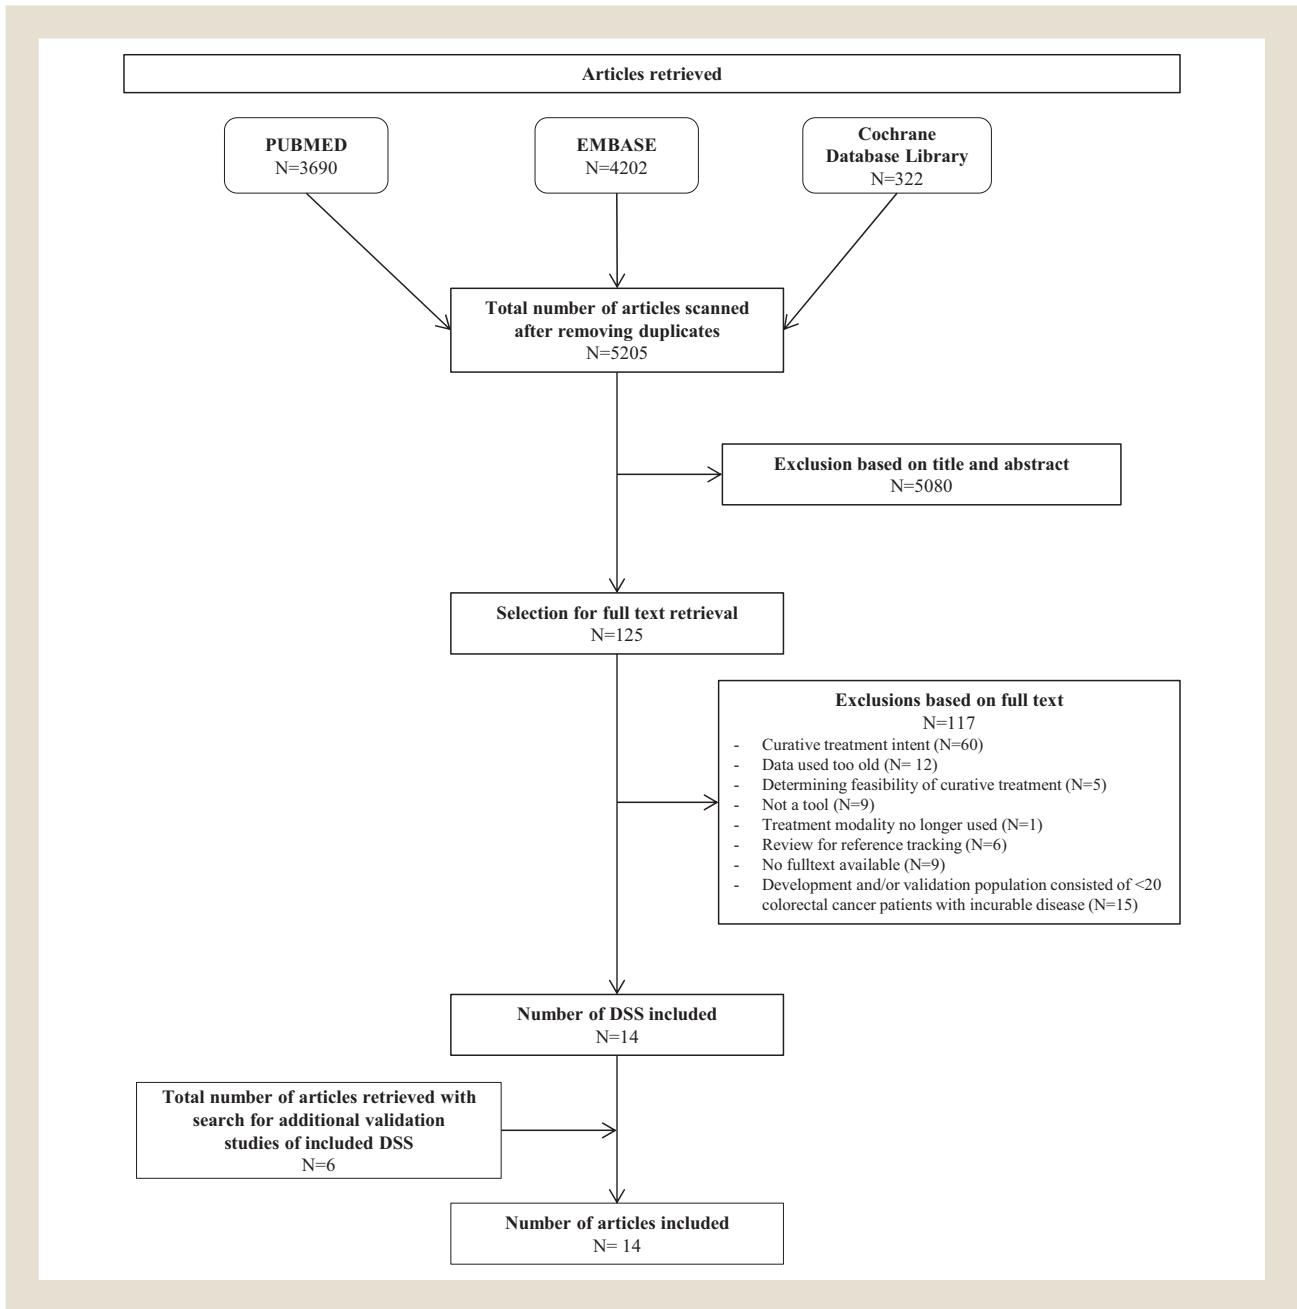 Articles retrieved
PUBMED
N=3690
EMBASE
N=4202
Cochrane
Database Library
N=322
Total number of articles scanned
after removing duplicates
N=5205
Exclusion based on title and abstract
N=5080
Selection for full text retrieval
N=125
Exclusions based on full text
N=117
- Curative treatment intent (N=60)
- Data used too old (N= 12)
- Determining feasibility of curative treatment (N=5)
- Not a tool (N=9)
- Treatment modality no longer used (N=1)
- Review for reference tracking (N=6)
- No fulltext available (N=9)
- Development and/or validation population consisted of <20
colorectal cancer patients with incurable disease (N=15)
Number of DSS included
N=14
Total number of articles retrieved with
search for additional validation
studies of included DSS
N=6
Number of articles included
N= 14